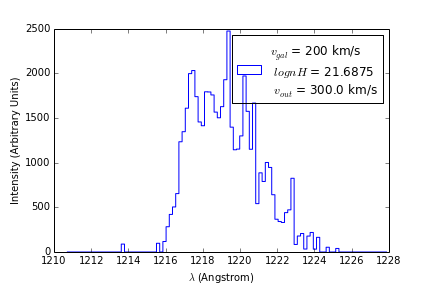 2500
2000
1500
1000
500
0
Intensity (Arbitrary Units)
v_gal = 200 km/s
lognH = 21.6875
v_out = 300.0 km/s
1210 1212 1214 1216 1218 1220 1222 1224 1226 1228
λ (Angstrom)